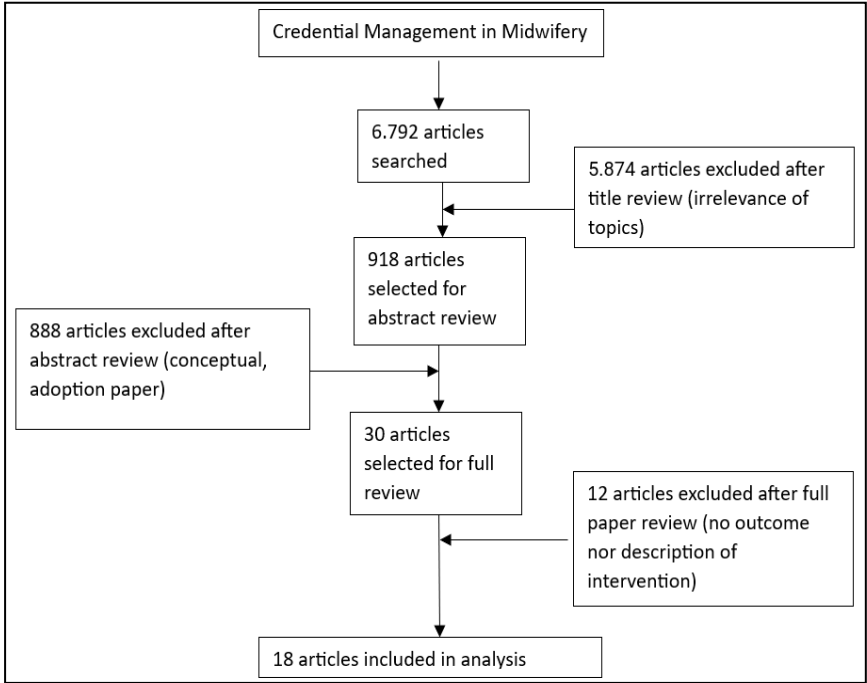 Credential Management in Midwifery
6.792 articles
searched
5.874 articles excluded after
title review (irrelevance of
topics)
918 articles
selected for
abstract review
888 articles excluded after
abstract review (conceptual,
adoption paper)
30 articles
selected for full
review
12 articles excluded after full
paper review (no outcome
nor description of
intervention)
18 articles included in analysis